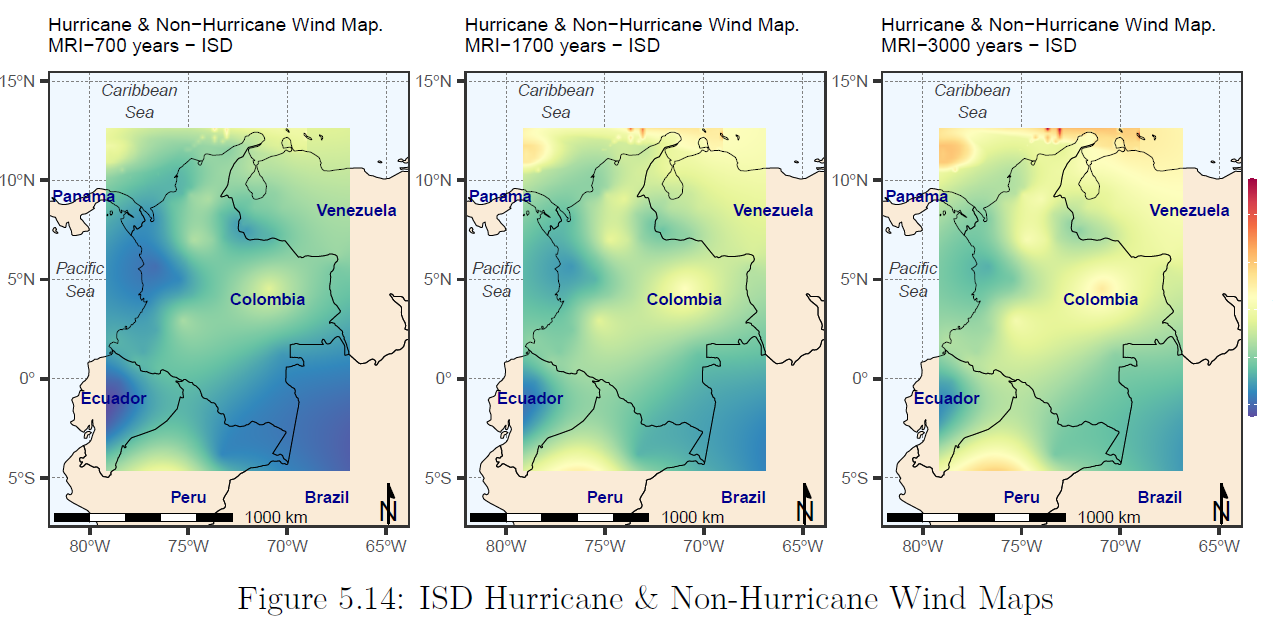 Hurricane & Non−Hurricane Wind Map.
MRI−700 years − ISD
15°N
10°N
5°N
0°
5°S
Caribbean
Sea
Panama
Venezuela
Pacific
Sea
Colombia
Ecuador
Peru
Brazil
1000 km
N
80°W
75°W
70°W
65°W
Hurricane & Non−Hurricane Wind Map.
MRI−1700 years − ISD
15°N
10°N
5°N
0°
5°S
Caribbean
Sea
Panama
Venezuela
Pacific
Sea
Colombia
Ecuador
Peru
Brazil
1000 km
N
80°W
75°W
70°W
65°W
Hurricane & Non−Hurricane Wind Map.
MRI−3000 years − ISD
15°N
10°N
5°N
0°
5°S
Caribbean
Sea
Panama
Venezuela
Pacific
Sea
Colombia
Ecuador
Peru
Brazil
1000 km
N
80°W
75°W
70°W
65°W
Figure 5.14: ISD Hurricane & Non-Hurricane Wind Maps